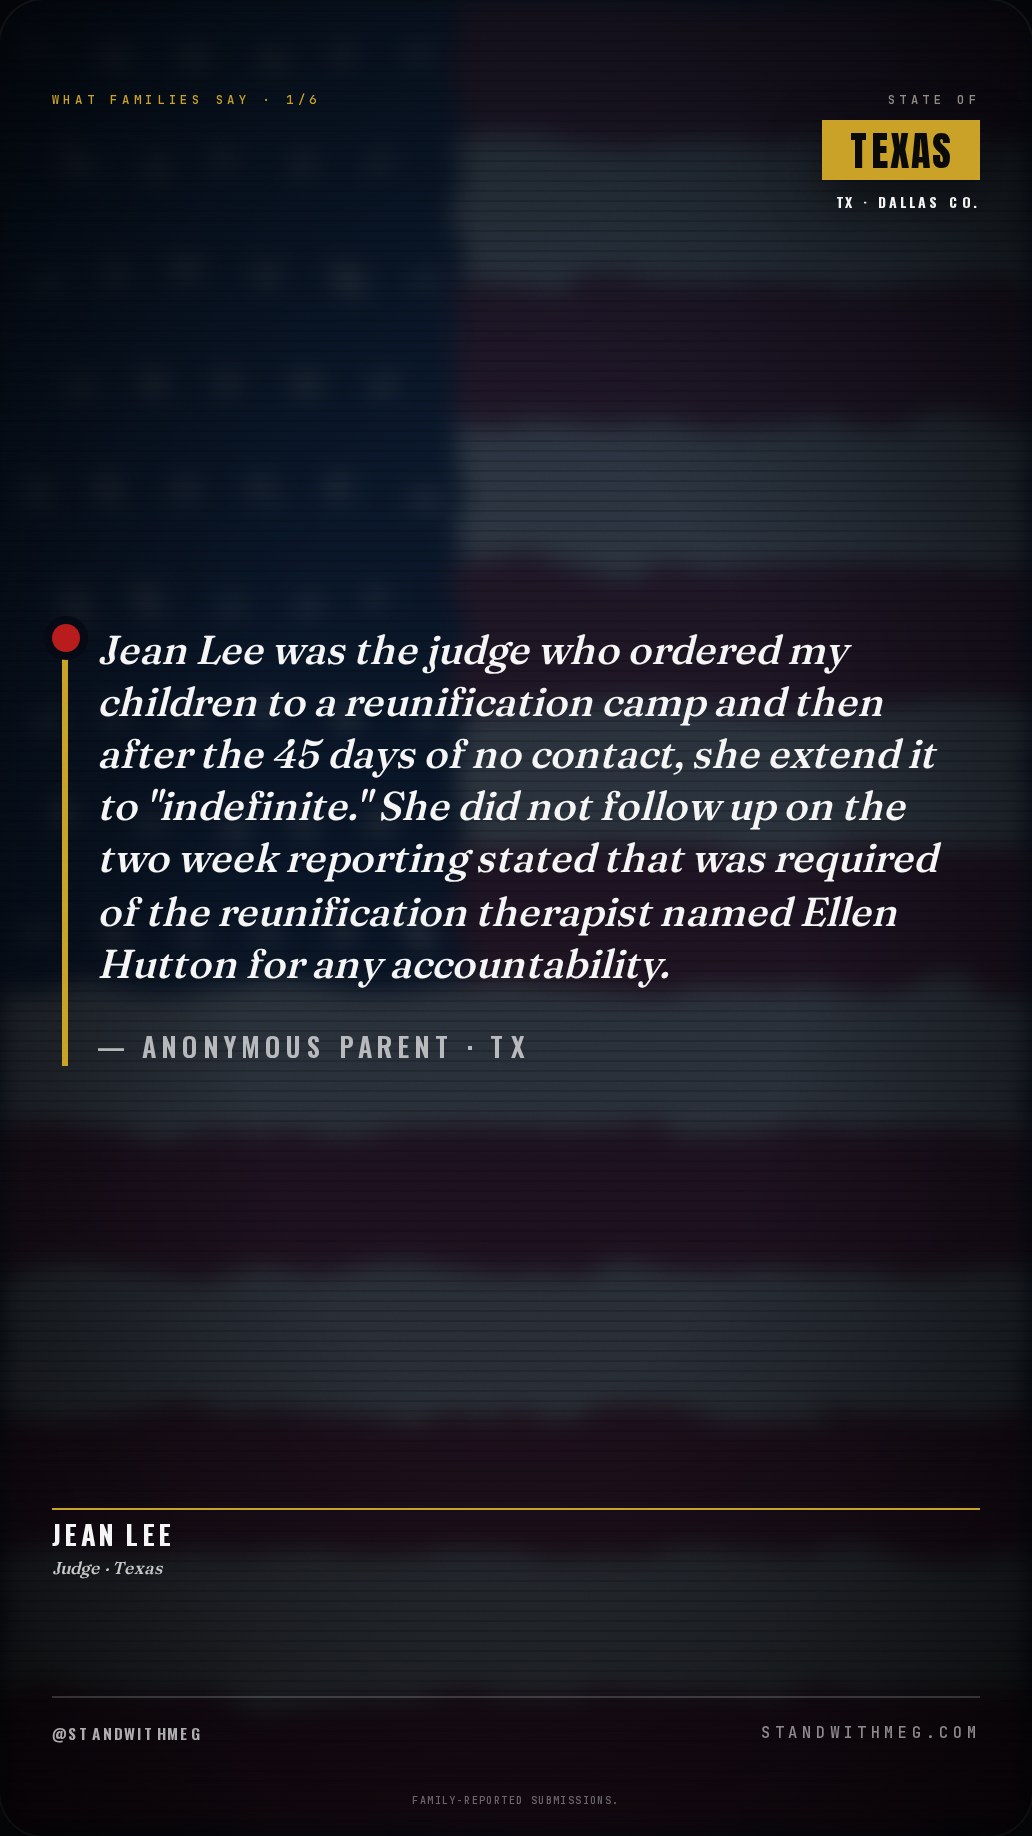 WHAT FAMILIES SAY · 1/6
STATE OF
TEXAS
TX · DALLAS CO.
Jean Lee was the judge who ordered my
children to a reunification camp and then
after the 45 days of no contact, she extend it
to "indefinite." She did not follow up on the
two week reporting stated that was required
of the reunification therapist named Ellen
Hutton for any accountability.
— ANONYMOUS PARENT · TX
JEAN LEE
Judge · Texas
@STANDWITHMEG
STANDWITHMEG.COM
FAMILY-REPORTED SUBMISSIONS.